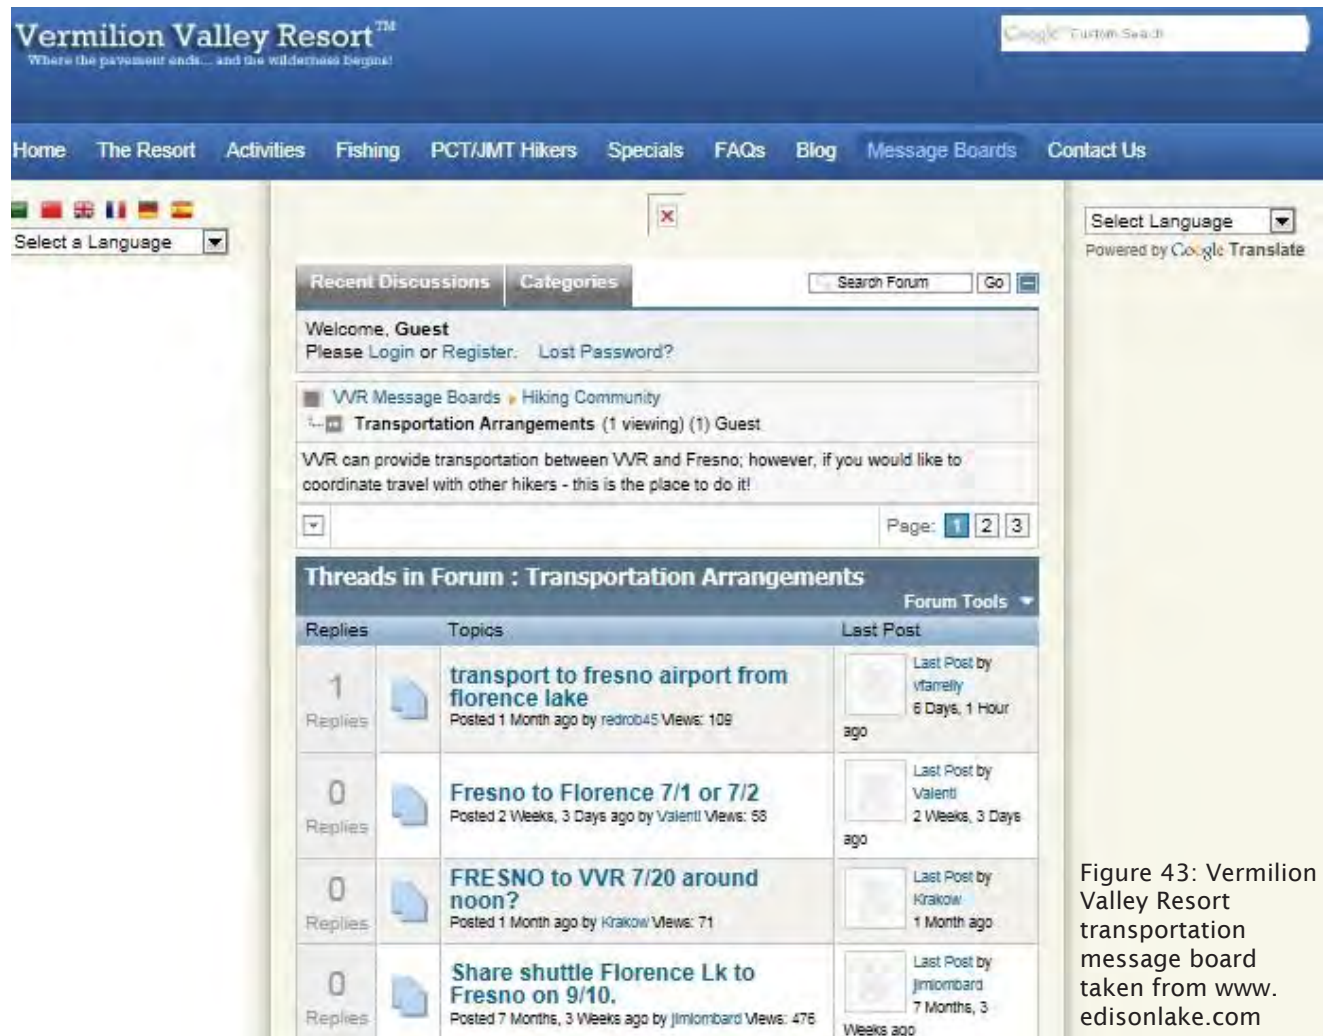 Vermilion Valley Resort™
Where the pavement ends... and the wilderness begins!
Google™ Custom Search
Home The Resort Activities Fishing PCT/JMT Hikers Specials FAQs Blog Message Boards Contact Us
Select a Language
Select Language
Powered by Google Translate
Recent Discussions Categories Search Forum Go
Welcome, Guest
Please Login or Register. Lost Password?
VVR Message Boards Hiking Community
Transportation Arrangements (1 viewing) (1) Guest
VVR can provide transportation between VVR and Fresno; however, if you would like to
coordinate travel with other hikers - this is the place to do it!
Page: 1 2 3
Threads in Forum : Transportation Arrangements
Forum Tools
Replies Topics Last Post
1
Replies
transport to fresno airport from
florence lake
Posted 1 Month ago by redrob45 Views: 109
Last Post by
vfarrelly
6 Days, 1 Hour
ago
0
Replies
Fresno to Florence 7/1 or 7/2
Posted 2 Weeks, 3 Days ago by Valenti Views: 58
Last Post by
Valenti
2 Weeks, 3 Days
ago
0
Replies
FRESNO to VVR 7/20 around
noon?
Posted 1 Month ago by Krakow Views: 71
Last Post by
Krakow
1 Month ago
0
Replies
Share shuttle Florence Lk to
Fresno on 9/10.
Posted 7 Months, 3 Weeks ago by jimlombard Views: 476
Last Post by
jimlombard
7 Months, 3
Weeks ago
Figure 43: Vermilion
Valley Resort
transportation
message board
taken from www.
edisonlake.com